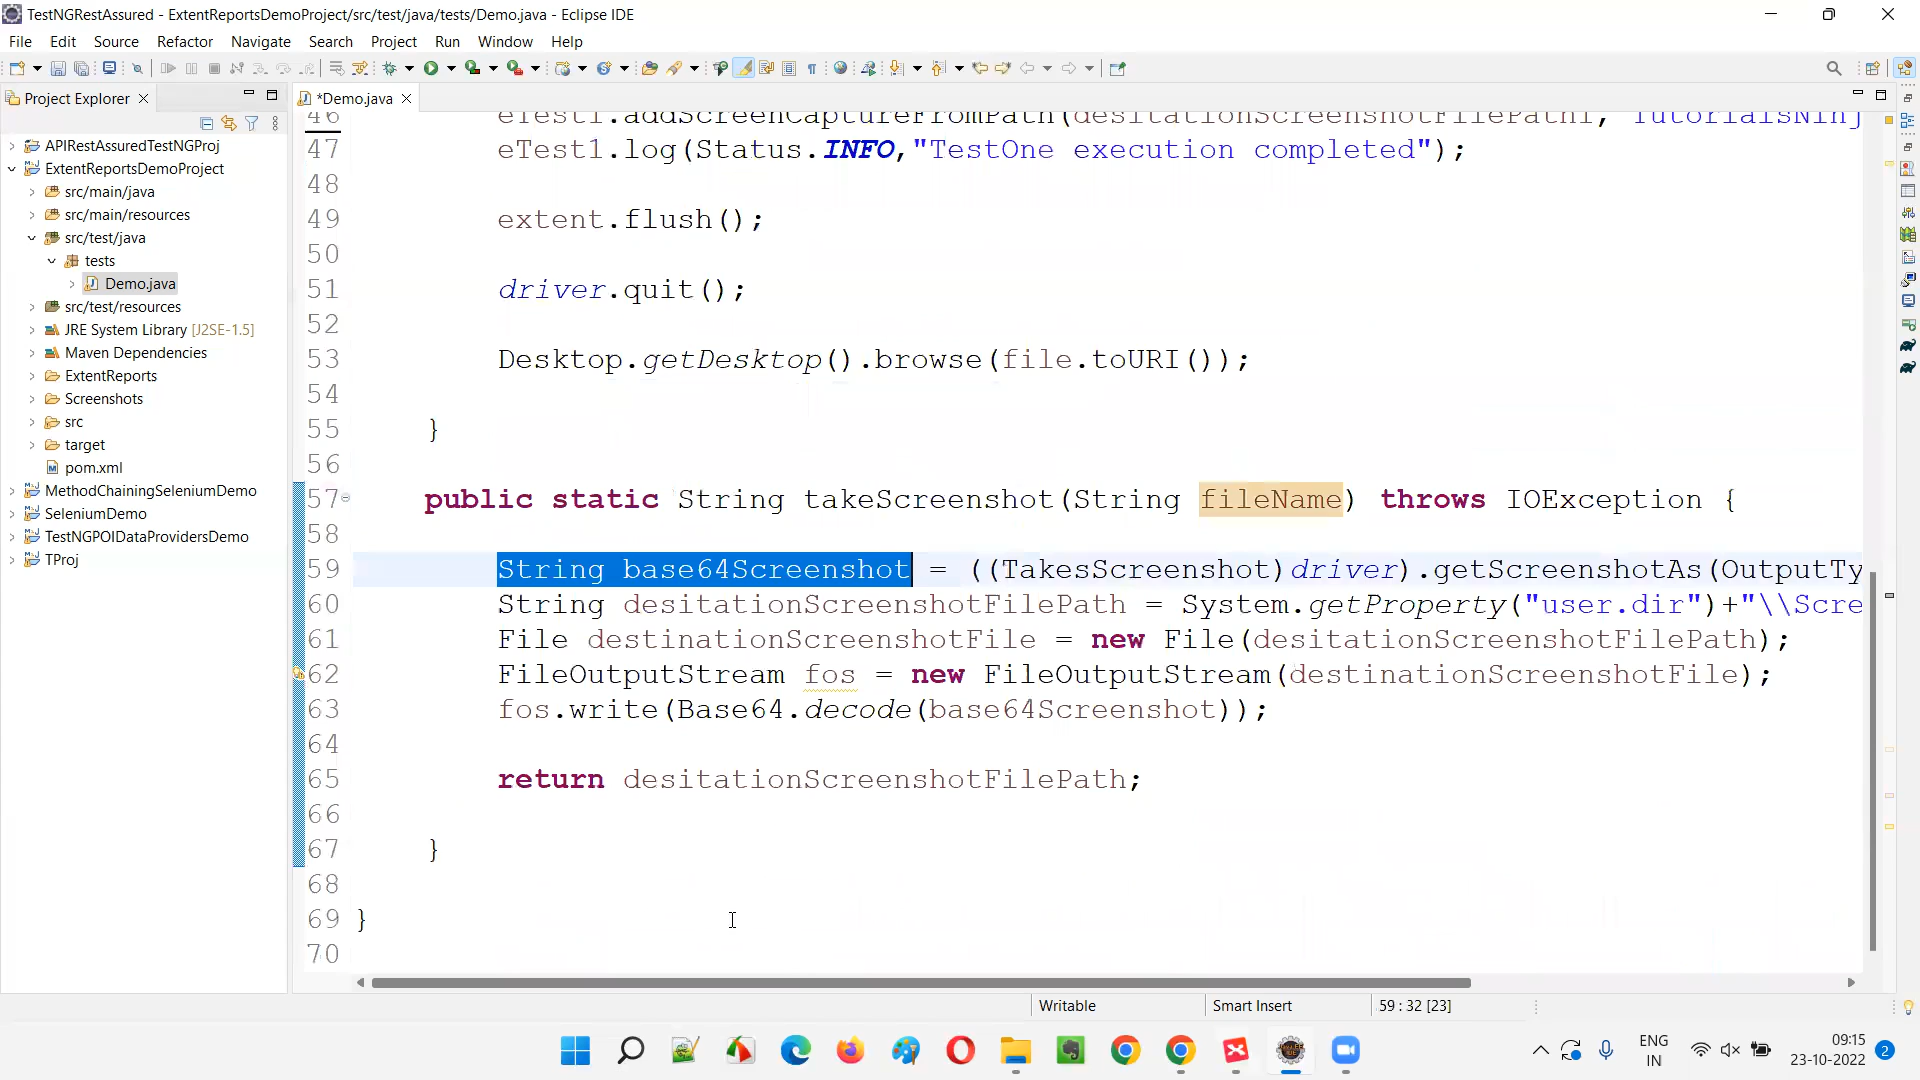 TestNGRestAssured - ExtentReportsDemoProject/src/test/java/tests/Demo.java - Eclipse IDE
File Edit Source Refactor Navigate Search Project Run Window Help
Project Explorer
*Demo.java
APIRestAssuredTestNGProj
ExtentReportsDemoProject
src/main/java
src/main/resources
src/test/java
tests
Demo.java
src/test/resources
JRE System Library [J2SE-1.5]
Maven Dependencies
ExtentReports
Screenshots
src
target
pom.xml
MethodChainingSeleniumDemo
SeleniumDemo
TestNGPOIDataProvidersDemo
TProj
46 eTest1.addScreenCaptureFromPath(desitationScreenshotFilePath1, "TutorialsNinj
47 eTest1.log(Status.INFO,"TestOne execution completed");
48
49 extent.flush();
50
51 driver.quit();
52
53 Desktop.getDesktop().browse(file.toURI());
54
55 }
56
57 public static String takeScreenshot(String fileName) throws IOException {
58
59 String base64Screenshot = ((TakesScreenshot)driver).getScreenshotAs(OutputTy
60 String desitationScreenshotFilePath = System.getProperty("user.dir")+"\\Scre
61 File destinationScreenshotFile = new File(desitationScreenshotFilePath);
62 FileOutputStream fos = new FileOutputStream(destinationScreenshotFile);
63 fos.write(Base64.decode(base64Screenshot));
64
65 return desitationScreenshotFilePath;
66
67 }
68
69 }
70
Writable Smart Insert 59 : 32 [23]
ENG
IN
09:15
23-10-2022
2